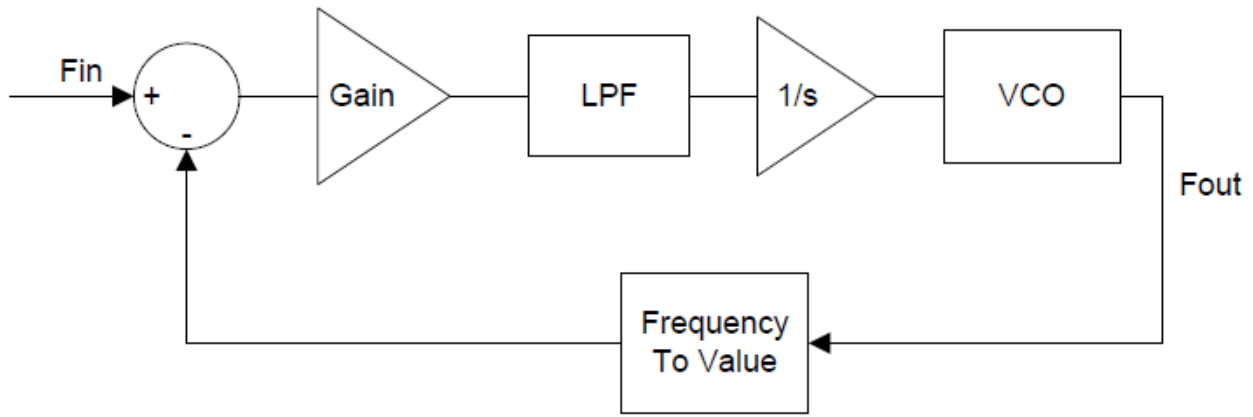 Fin
+
-
Gain
LPF
1/s
VCO
Fout
Frequency
To Value